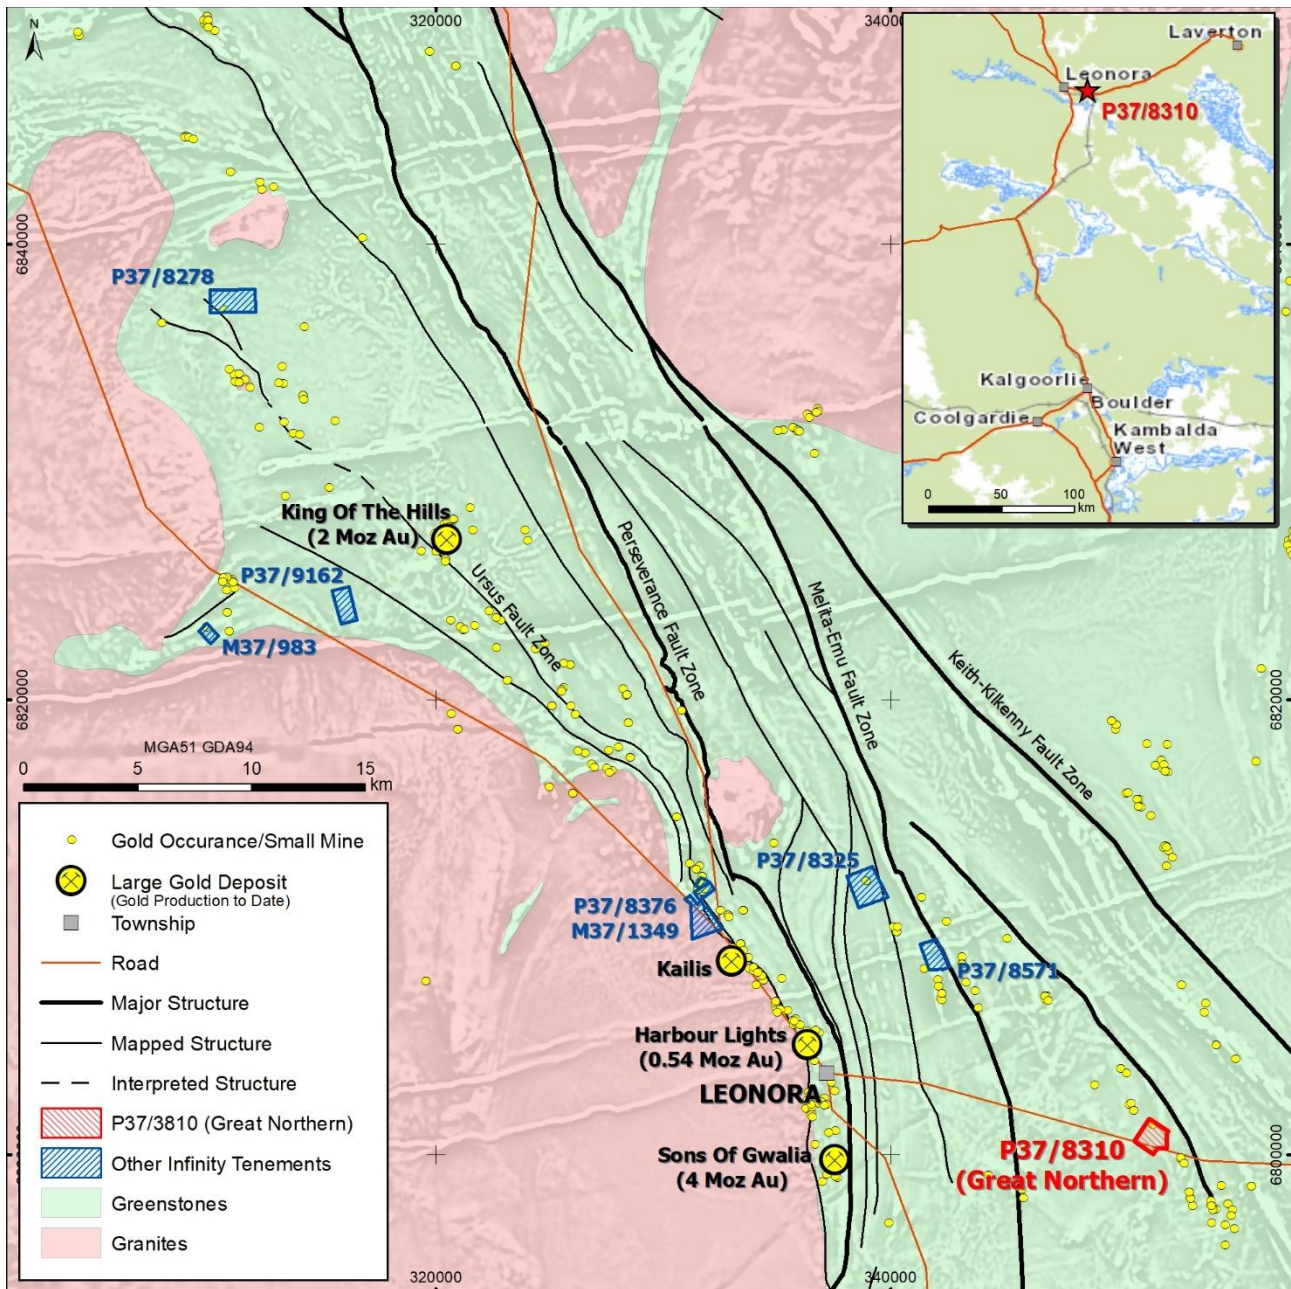 N
320000
340000
Laverton
Leonora
P37/8310
Kalgoorlie
Boulder
Coolgardie
Kambalda
West
0 50 100
km
6840000
P37/8278
King Of The Hills
(2 Moz Au)
P37/9162
M37/983
Ursus Fault Zone
Perseverance Fault Zone
Melita-Emu Fault Zone
Keith-Kilkenny Fault Zone
6820000
6820000
MGA51 GDA94
0 5 10 15
km
Gold Occurance/Small Mine
Large Gold Deposit
(Gold Production to Date)
Township
Road
Major Structure
Mapped Structure
Interpreted Structure
P37/3810 (Great Northern)
Other Infinity Tenements
Greenstones
Granites
P37/8325
P37/8376
M37/1349
Kailis
P37/8571
Harbour Lights
(0.54 Moz Au)
LEONORA
Sons Of Gwalia
(4 Moz Au)
P37/8310
(Great Northern)
6800000
320000
340000